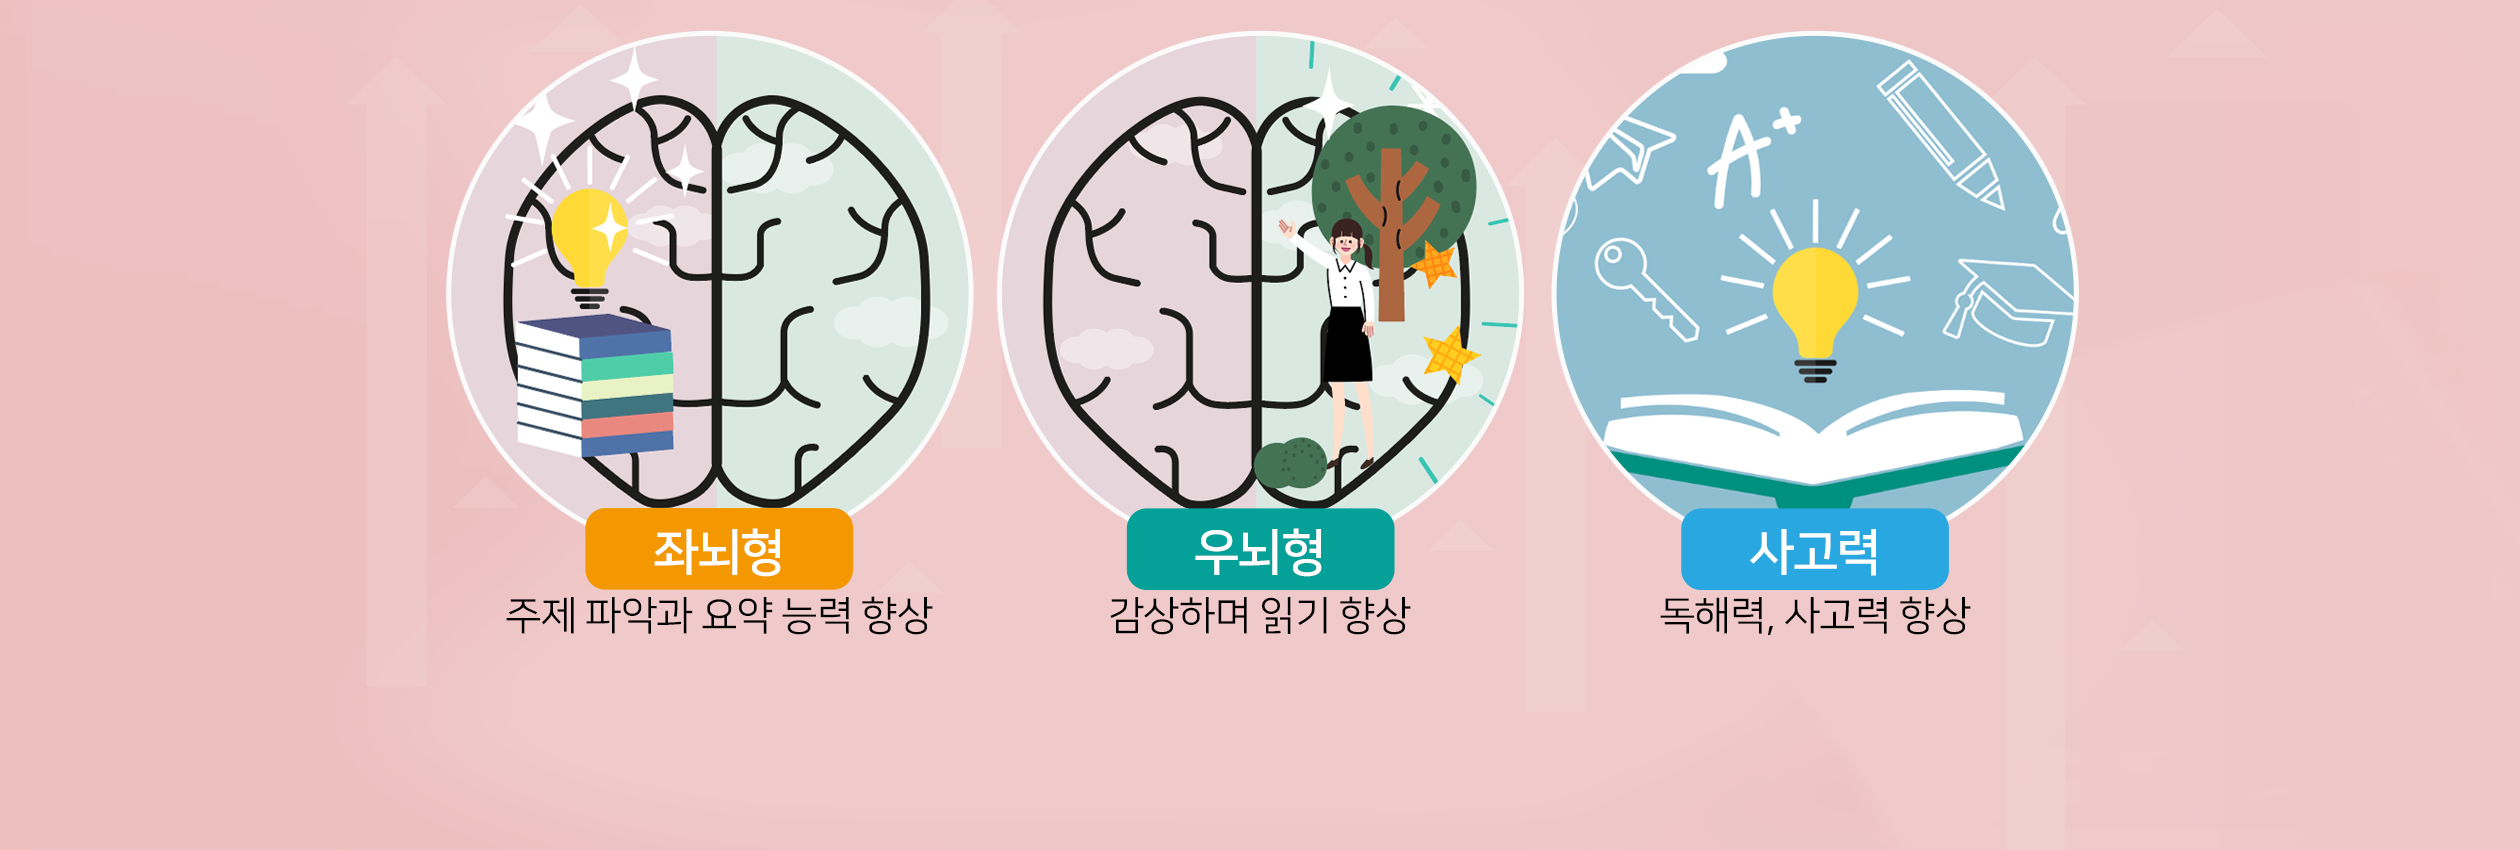 A+
좌뇌형
주제 파악과 요약 능력 향상
우뇌형
감상하며 읽기 향상
사고력
독해력, 사고력 향상